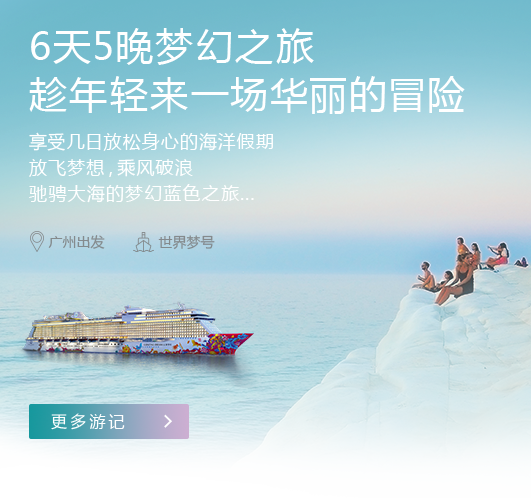 6天5晚梦幻之旅
趁年轻来一场华丽的冒险
享受几日放松身心的海洋假期
放飞梦想,乘风破浪
驰骋大海的梦幻蓝色之旅...
广州出发 世界梦号
更多游记 >